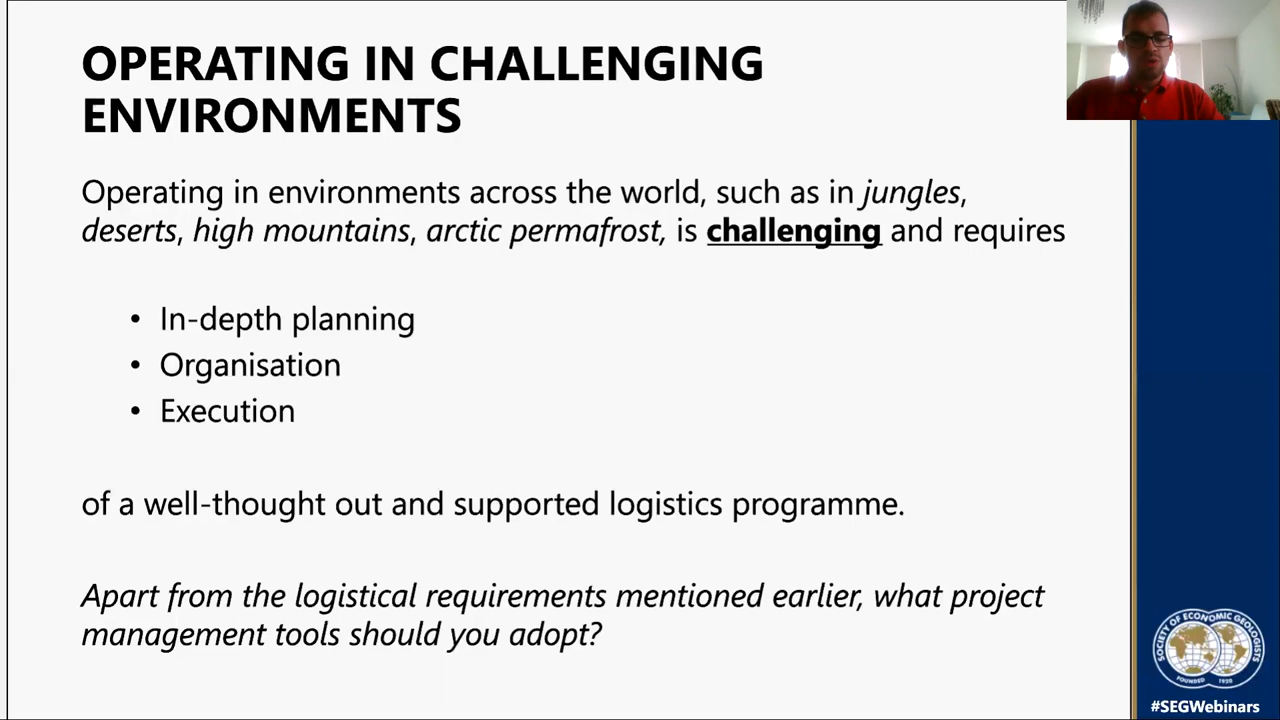 OPERATING IN CHALLENGING
ENVIRONMENTS
Operating in environments across the world, such as in jungles,
deserts, high mountains, arctic permafrost, is challenging and requires
• In-depth planning
• Organisation
• Execution
of a well-thought out and supported logistics programme.
Apart from the logistical requirements mentioned earlier, what project
management tools should you adopt?
SOCIETY OF ECONOMIC GEOLOGISTS
FOUNDED 1920
#SEGWebinars